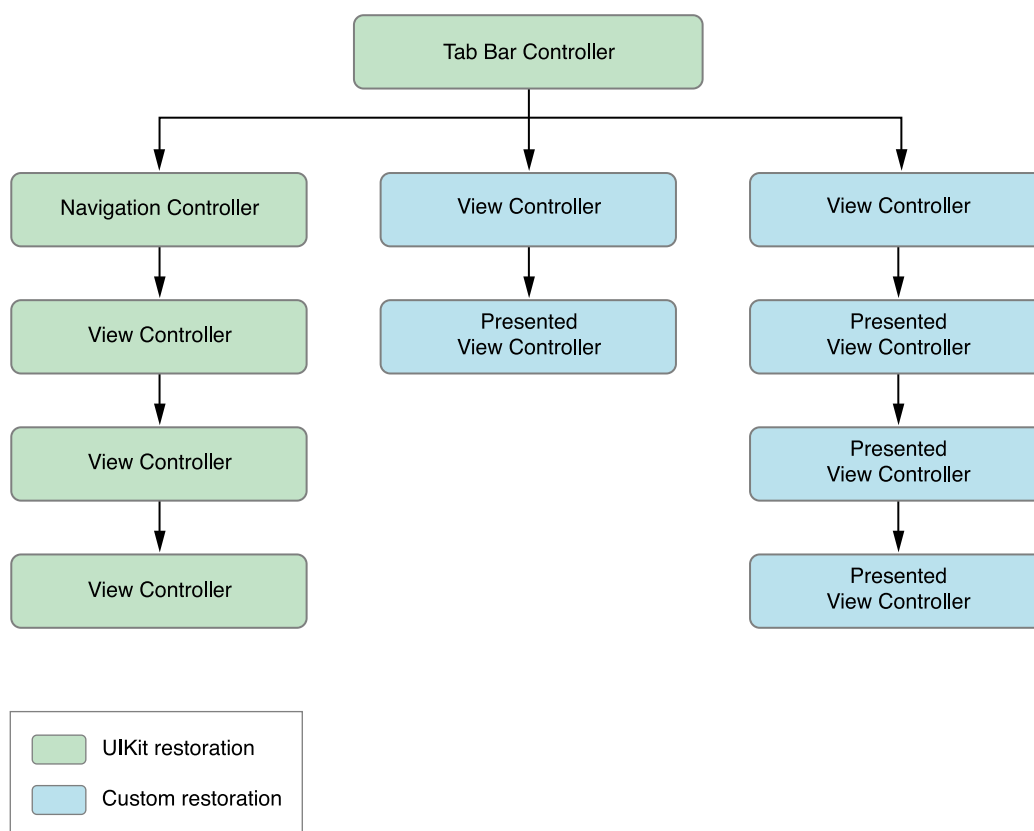 Tab Bar Controller
Navigation Controller
View Controller
View Controller
View Controller
Presented
View Controller
Presented
View Controller
View Controller
Presented
View Controller
View Controller
Presented
View Controller
UIKit restoration
Custom restoration